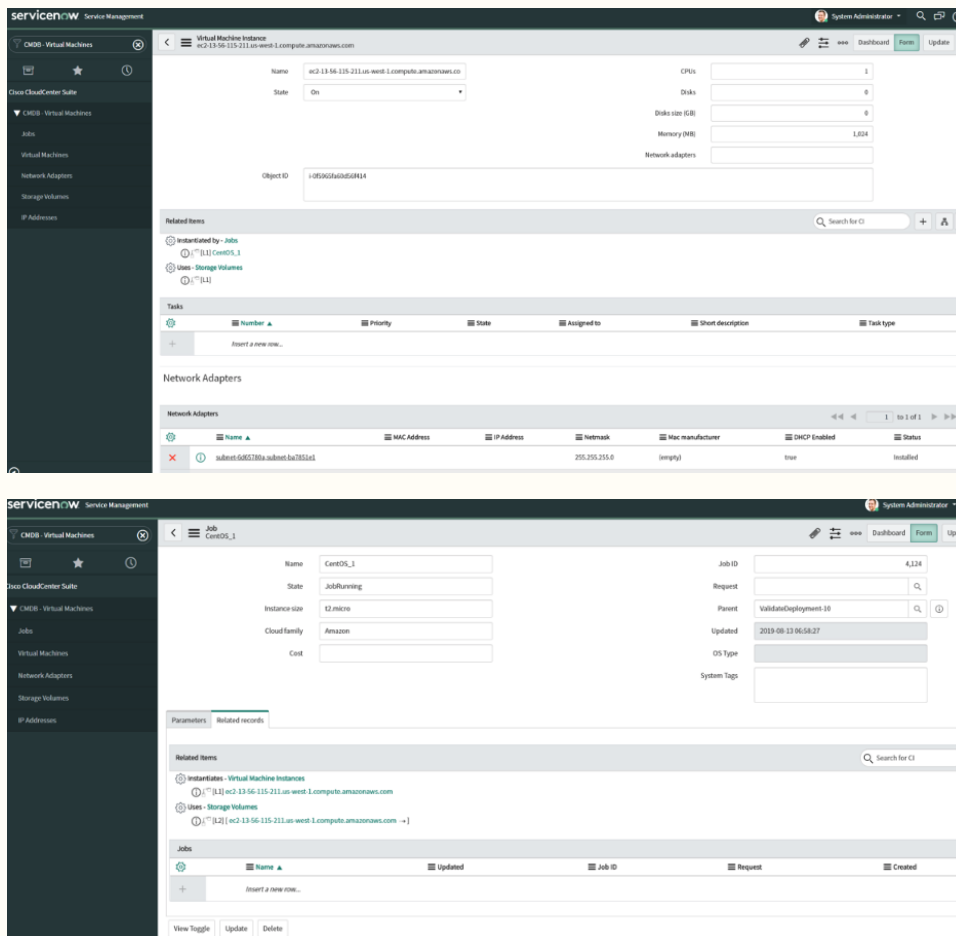 servicenow Service Management
System Administrator
CMDB - Virtual Machines
Virtual Machine Instance
ec2-13-56-115-211.us-west-1.compute.amazonaws.com
Dashboard Form Update
Cisco CloudCenter Suite
CMDB - Virtual Machines
Jobs
Virtual Machines
Network Adapters
Storage Volumes
IP Addresses
Name ec2-13-56-115-211.us-west-1.compute.amazonaws.co
State On
CPUs 1
Disks 0
Disks size (GB) 0
Memory (MB) 1,024
Network adapters
Object ID
Related Items
Search for CI
Instantiated by - Jobs
[L1] CentOS_1
Uses - Storage Volumes
[L1]
Tasks
Number Priority State Assigned to Short description Task type
Insert a new row...
Network Adapters
Network Adapters 1 to 1 of 1
Name MAC Address IP Address Netmask Mac manufacturer DHCP Enabled Status
subnet-6d65780a.subnet-ba7851e1 255.255.255.0 (empty) true Installed
servicenow Service Management
System Administrator
CMDB - Virtual Machines
Job
CentOS_1
Dashboard Form Up
Cisco CloudCenter Suite
CMDB - Virtual Machines
Jobs
Virtual Machines
Network Adapters
Storage Volumes
IP Addresses
Name CentOS_1
State JobRunning
Instance size t2.micro
Cloud family Amazon
Cost
Job ID 4,124
Request
Parent ValidateDeployment-10
Updated 2019-08-13 06:58:27
OS Type
System Tags
Parameters Related records
Related Items
Search for CI
Instantiates - Virtual Machine Instances
[L1] ec2-13-56-115-211.us-west-1.compute.amazonaws.com
Uses - Storage Volumes
[L2] [ ec2-13-56-115-211.us-west-1.compute.amazonaws.com → ]
Jobs
Name Updated Job ID Request Created
Insert a new row...
View Toggle Update Delete